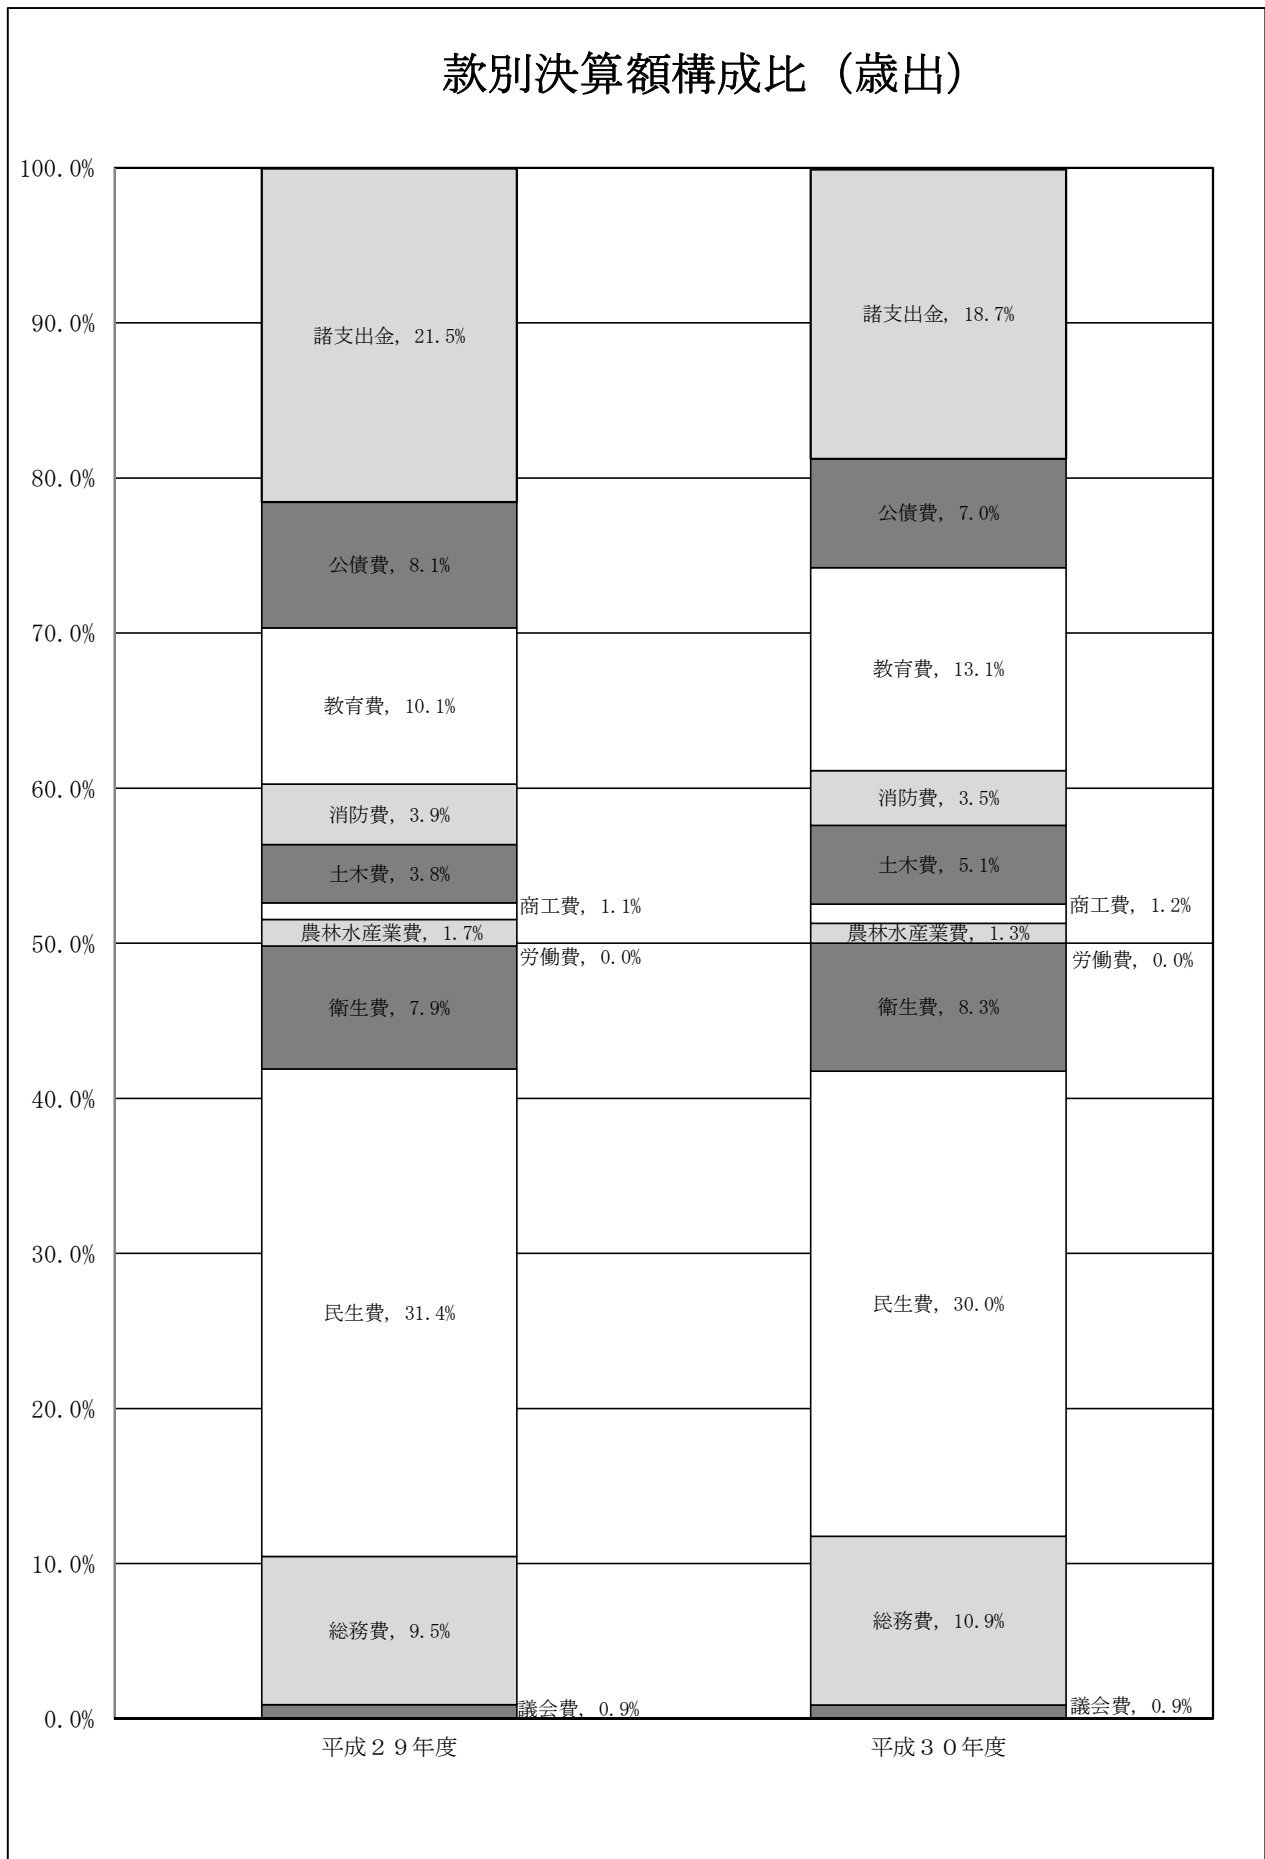 款別決算額構成比（歳出）
100.0%
90.0%
80.0%
70.0%
60.0%
50.0%
40.0%
30.0%
20.0%
10.0%
0.0%
諸支出金, 21.5%
公債費, 8.1%
教育費, 10.1%
消防費, 3.9%
土木費, 3.8%
商工費, 1.1%
農林水産業費, 1.7%
労働費, 0.0%
衛生費, 7.9%
民生費, 31.4%
総務費, 9.5%
議会費, 0.9%
平成２９年度
諸支出金, 18.7%
公債費, 7.0%
教育費, 13.1%
消防費, 3.5%
土木費, 5.1%
商工費, 1.2%
農林水産業費, 1.3%
労働費, 0.0%
衛生費, 8.3%
民生費, 30.0%
総務費, 10.9%
議会費, 0.9%
平成３０年度